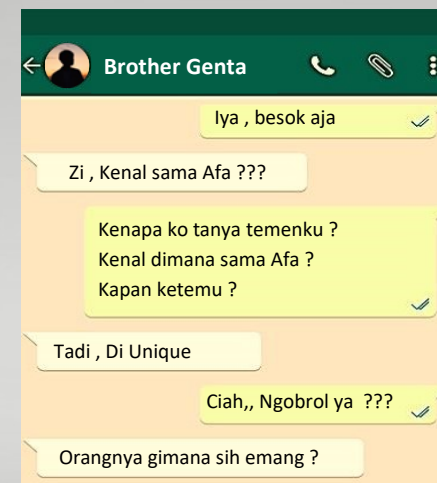 Brother Genta
Iya , besok aja
Zi , Kenal sama Afa ???
Kenapa ko tanya temenku ?
Kenal dimana sama Afa ?
Kapan ketemu ?
Tadi , Di Unique
Ciah,, Ngobrol ya  ???
Orangnya gimana sih emang ?